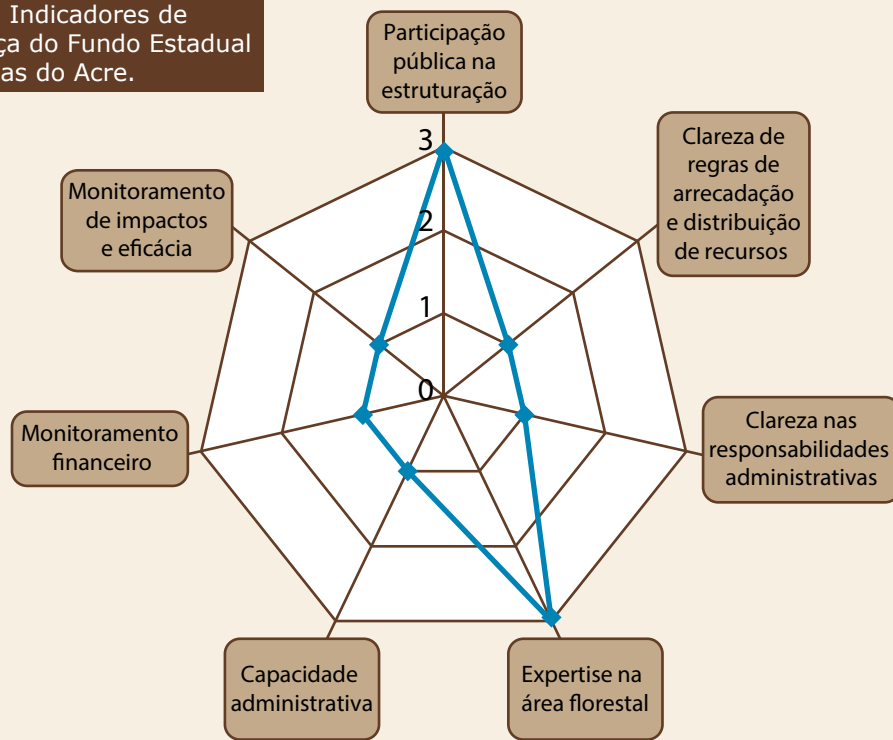 Indicadores de
do Fundo Estadual
do Acre.
Participação
pública na
estruturação
Clareza de
regras de
arrecadação
e distribuição
de recursos
Clareza nas
responsabilidades
administrativas
Expertise na
área florestal
Capacidade
administrativa
Monitoramento
financeiro
Monitoramento
de impactos
e eficácia
3
2
1
0